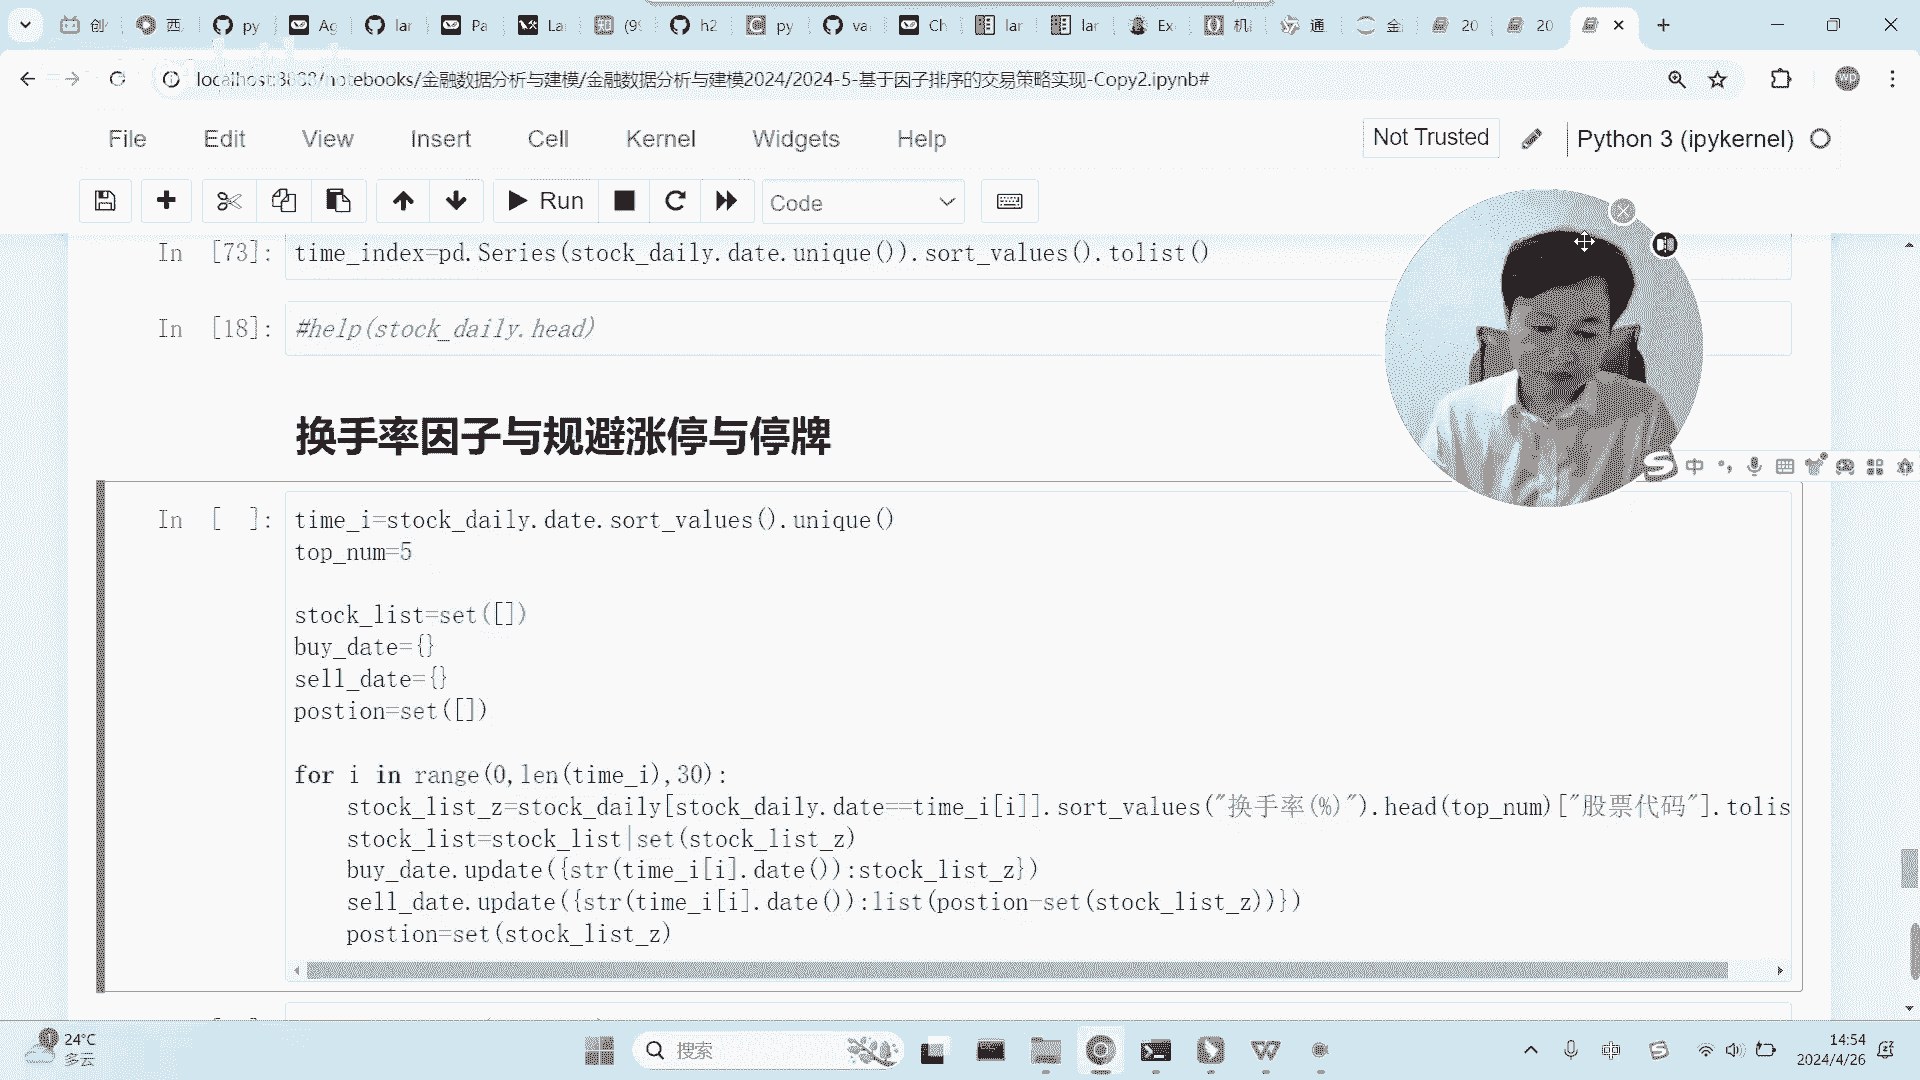 创 西 py Ag lar Pa La (9 h2 py va Ch lar lar Ex 机 通 金 20 20
localhost:8888/notebooks/金融数据分析与建模/金融数据分析与建模2024/2024-5-基于因子排序的交易策略实现-Copy2.ipynb#
wp
File Edit View Insert Cell Kernel Widgets Help Not Trusted Python 3 (ipykernel)
Run Code
In [73]: time_index=pd.Series(stock_daily.date.unique()).sort_values().tolist()
In [18]: #help(stock_daily.head)
换手率因子与规避涨停与停牌
中
In [ ]: time_i=stock_daily.date.sort_values().unique()
top_num=5
stock_list=set([])
buy_date={}
sell_date={}
postion=set([])
for i in range(0,len(time_i),30):
stock_list_z=stock_daily[stock_daily.date==time_i[i]].sort_values("换手率(%)").head(top_num)["股票代码"].tolis
stock_list=stock_list|set(stock_list_z)
buy_date.update({str(time_i[i].date()):stock_list_z})
sell_date.update({str(time_i[i].date()):list(postion-set(stock_list_z))})
postion=set(stock_list_z)
24°C
多云
搜索
中
14:54
2024/4/26